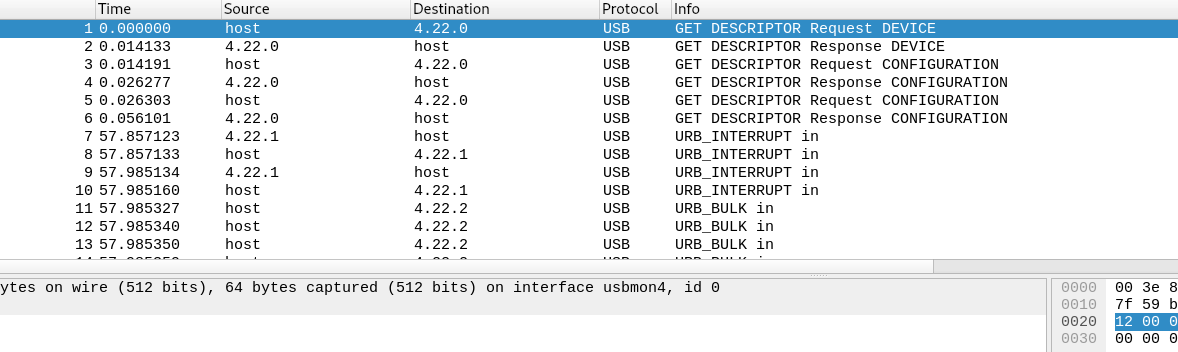 Time Source Destination Protocol Info
1 0.000000 host 4.22.0 USB GET DESCRIPTOR Request DEVICE
2 0.014133 4.22.0 host USB GET DESCRIPTOR Response DEVICE
3 0.014191 host 4.22.0 USB GET DESCRIPTOR Request CONFIGURATION
4 0.026277 4.22.0 host USB GET DESCRIPTOR Response CONFIGURATION
5 0.026303 host 4.22.0 USB GET DESCRIPTOR Request CONFIGURATION
6 0.056101 4.22.0 host USB GET DESCRIPTOR Response CONFIGURATION
7 57.857123 4.22.1 host USB URB_INTERRUPT in
8 57.857133 host 4.22.1 USB URB_INTERRUPT in
9 57.985134 4.22.1 host USB URB_INTERRUPT in
10 57.985160 host 4.22.1 USB URB_INTERRUPT in
11 57.985327 host 4.22.2 USB URB_BULK in
12 57.985340 host 4.22.2 USB URB_BULK in
13 57.985350 host 4.22.2 USB URB_BULK in
ytes on wire (512 bits), 64 bytes captured (512 bits) on interface usbmon4, id 0
0000 00 3e 8
0010 7f 59 b
0020 12 00 0
0030 00 00 0